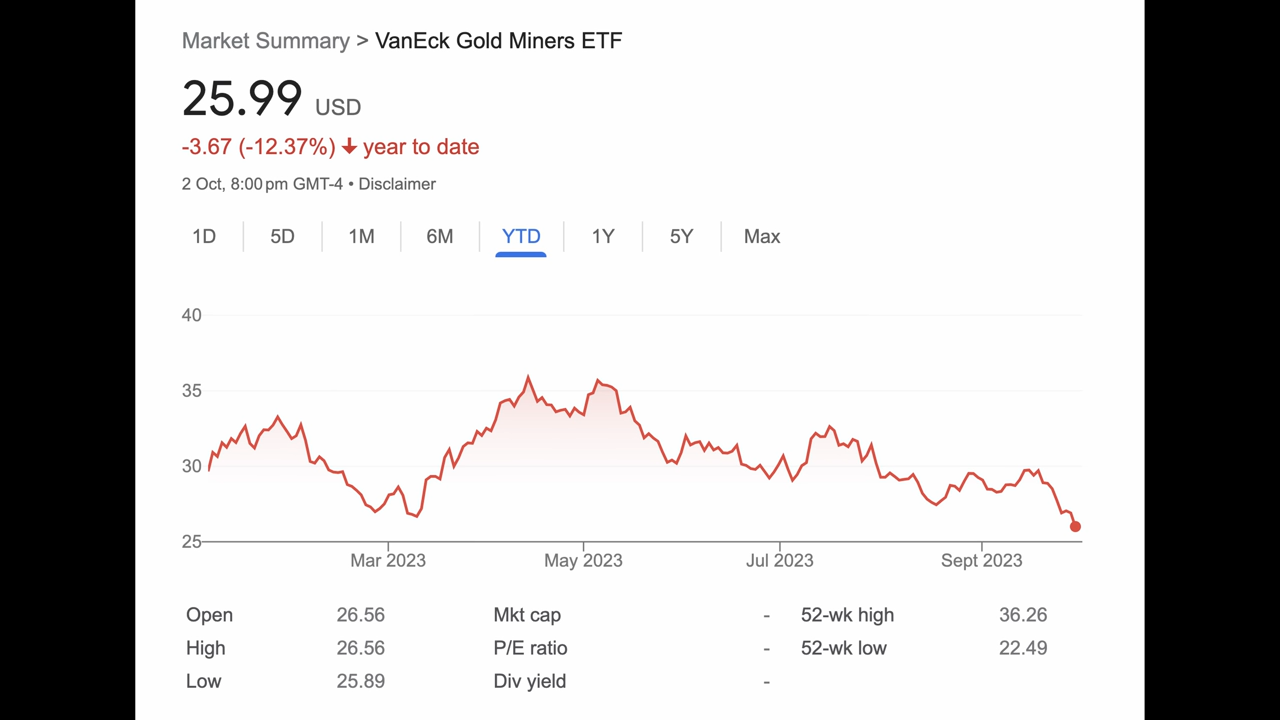 Market Summary > VanEck Gold Miners ETF
25.99 USD
-3.67 (-12.37%) ↓ year to date
2 Oct, 8:00 pm GMT-4 • Disclaimer
1D 5D 1M 6M YTD 1Y 5Y Max
40
35
30
25
Mar 2023 May 2023 Jul 2023 Sept 2023
Open 26.56 Mkt cap - 52-wk high 36.26
High 26.56 P/E ratio - 52-wk low 22.49
Low 25.89 Div yield -